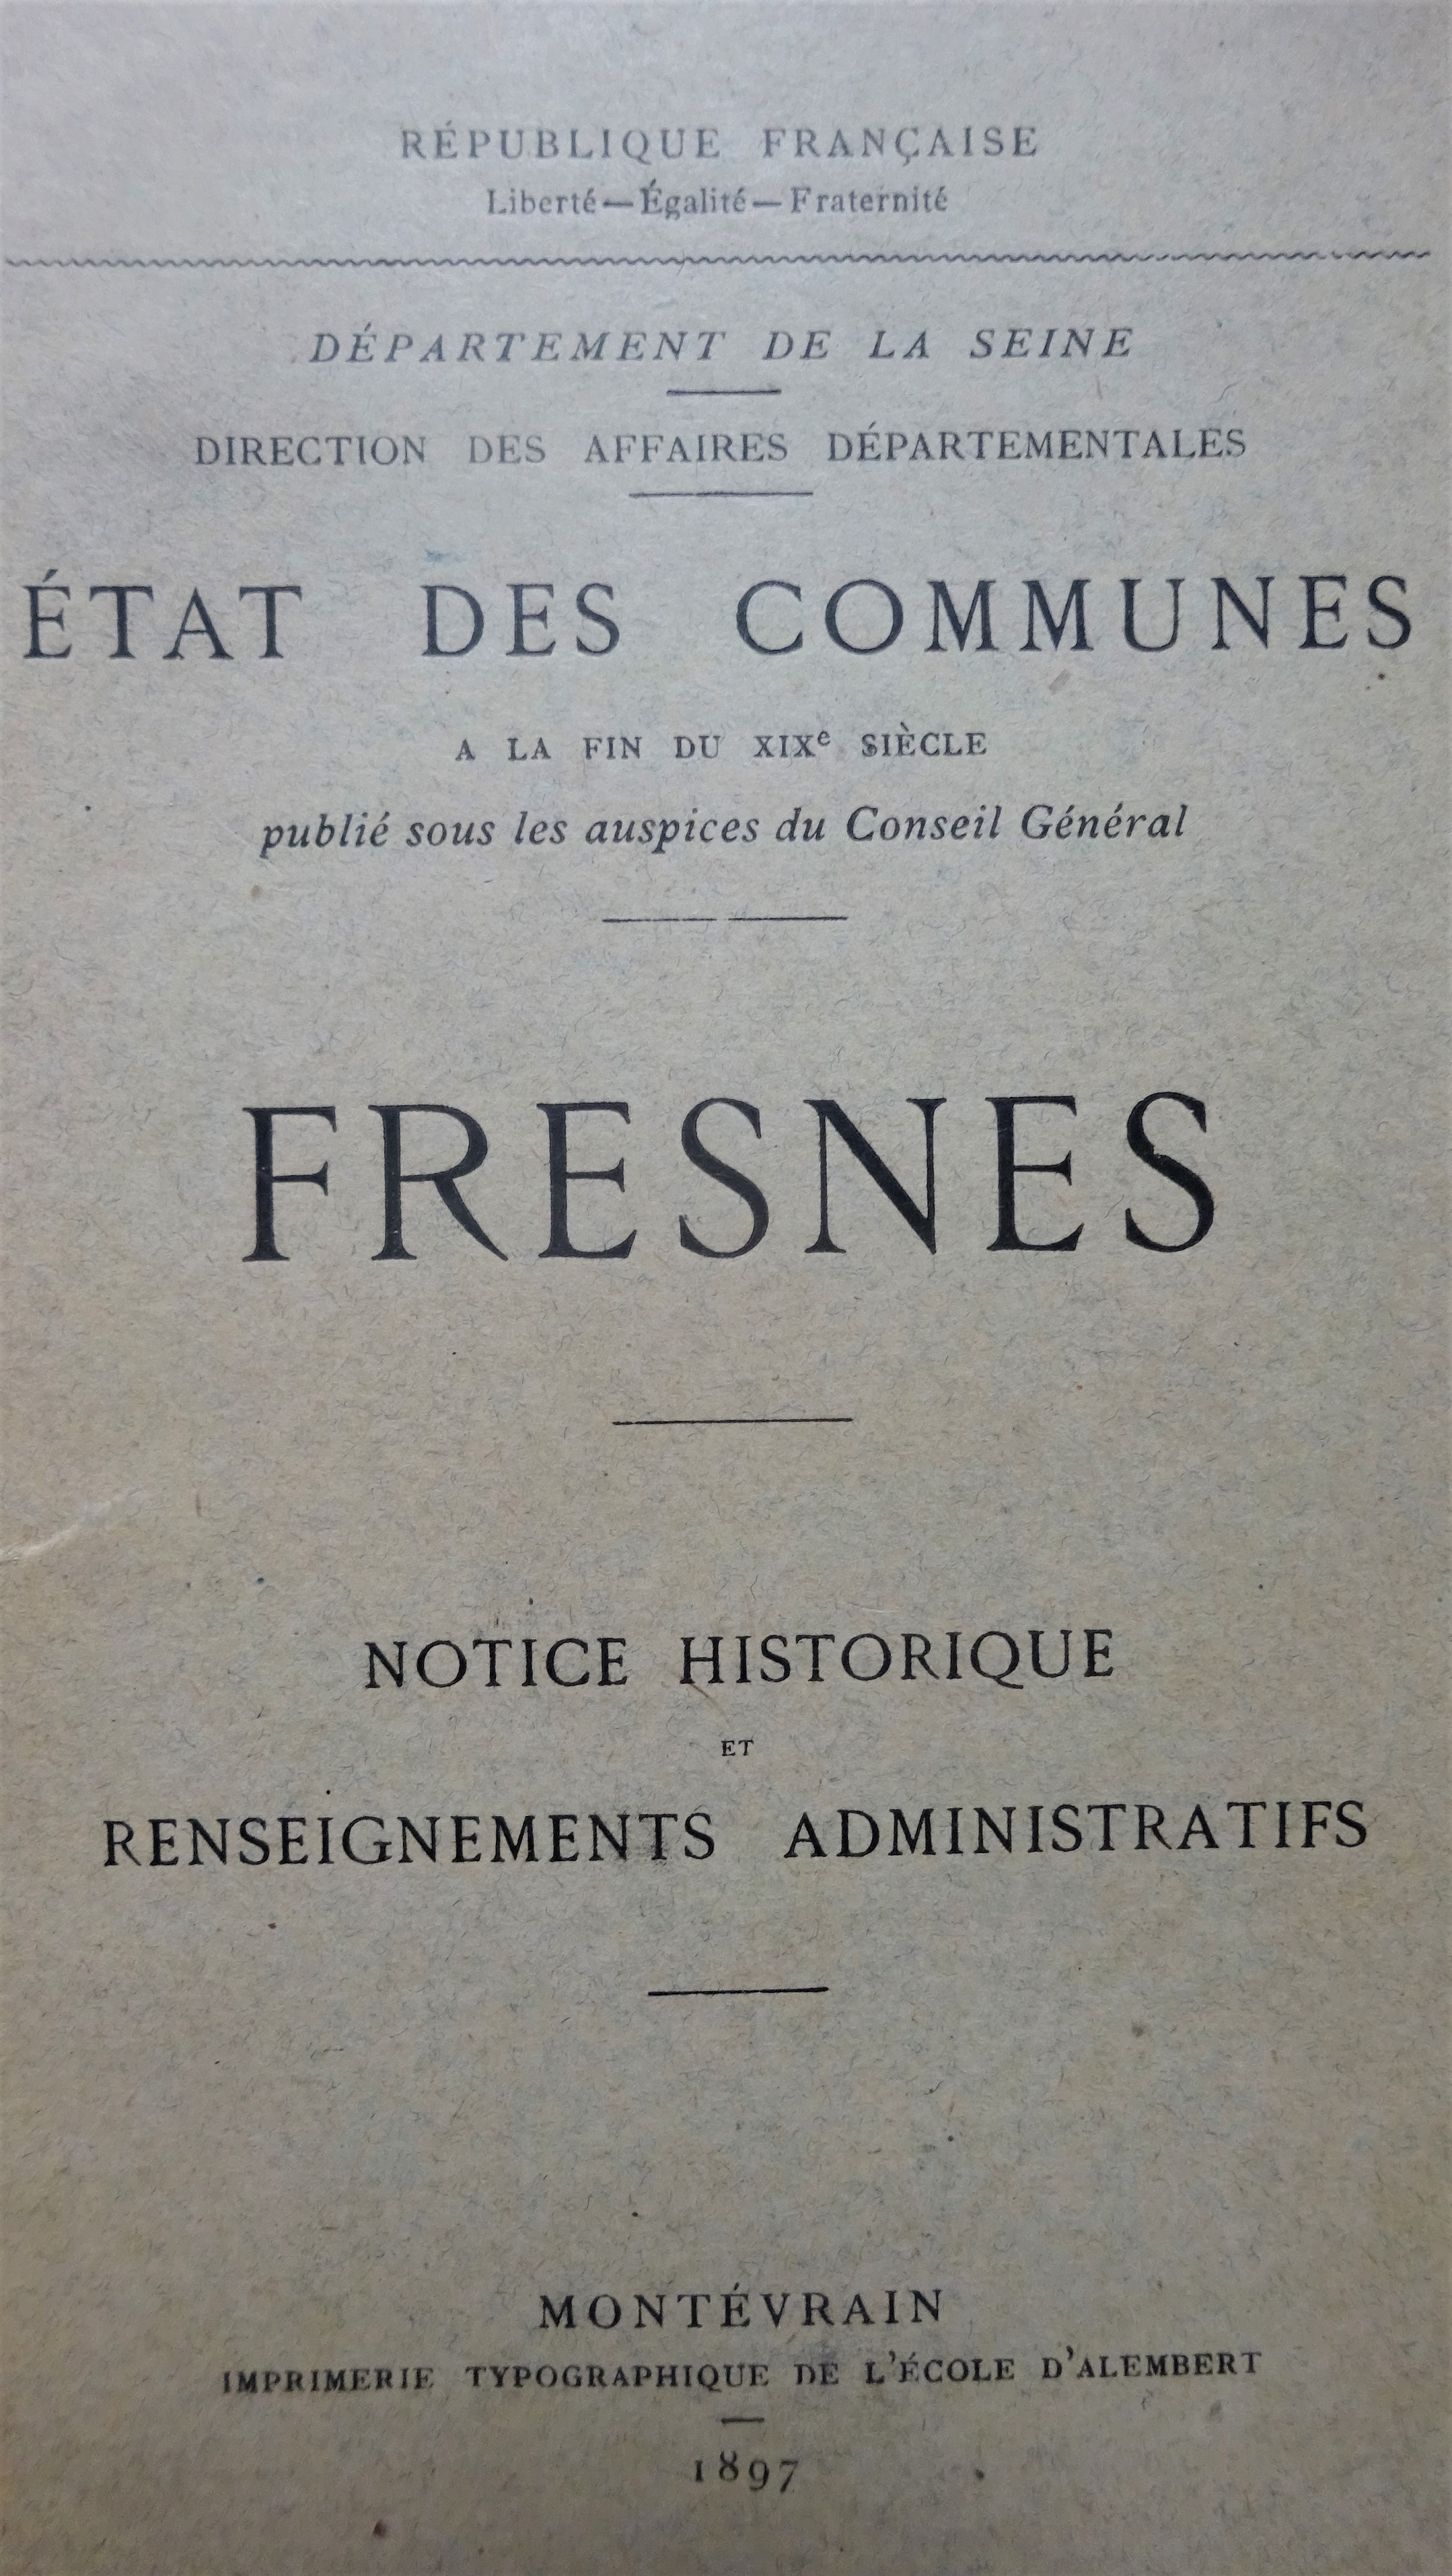 RÉPUBLIQUE FRANÇAISE
Liberté — Égalité — Fraternité
DÉPARTEMENT DE LA SEINE
DIRECTION DES AFFAIRES DÉPARTEMENTALES
ÉTAT DES COMMUNES
A LA FIN DU XIXe SIÈCLE
publié sous les auspices du Conseil Général
FRESNES
NOTICE HISTORIQUE
ET
RENSEIGNEMENTS ADMINISTRATIFS
MONTÉVRAIN
IMPRIMERIE TYPOGRAPHIQUE DE L'ÉCOLE D'ALEMBERT
1897